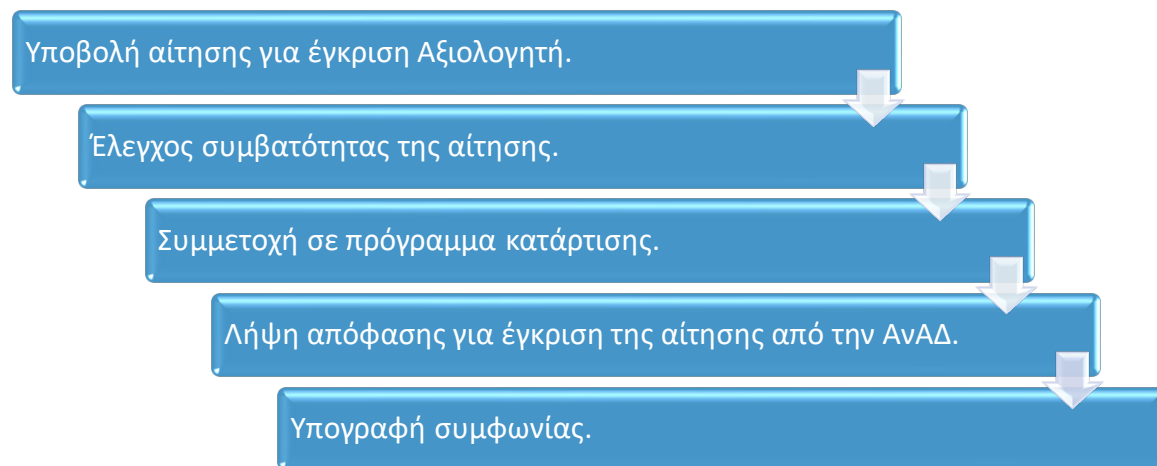 Υποβολή αίτησης για έγκριση Αξιολογητή.
Έλεγχος συμβατότητας της αίτησης.
Συμμετοχή σε πρόγραμμα κατάρτισης.
Λήψη απόφασης για έγκριση της αίτησης από την ΑνΑΔ.
Υπογραφή συμφωνίας.